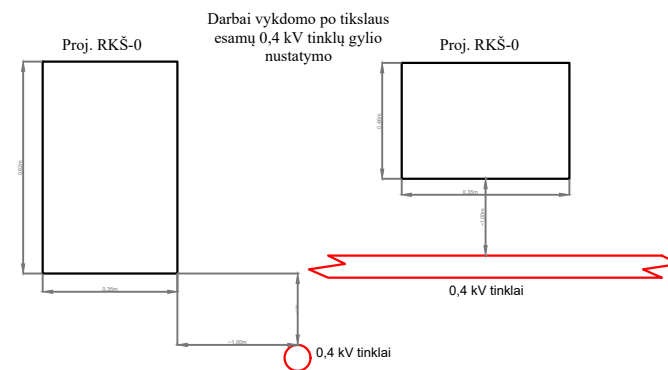 Darbai vykdomo po tikslaus
esamų 0,4 kV tinklų gylio
nustatymo
Proj. RKŠ-0
Proj. RKŠ-0
0,35m
0,35m
~1.00m
~1.00m
0,4 kV tinklai
0,4 kV tinklai